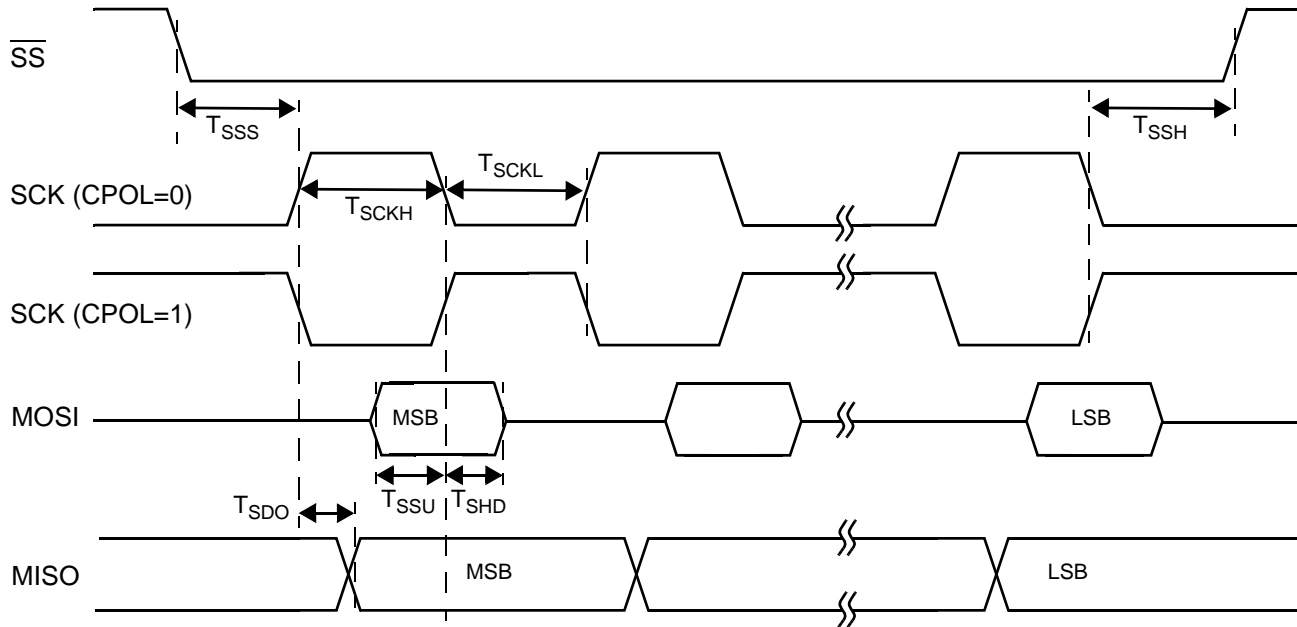 SS
T_SSS
T_SSH
SCK (CPOL=0)
T_SCKH
T_SCKL
SCK (CPOL=1)
MOSI
MSB
LSB
T_SSU
T_SHD
T_SDO
MISO
MSB
LSB